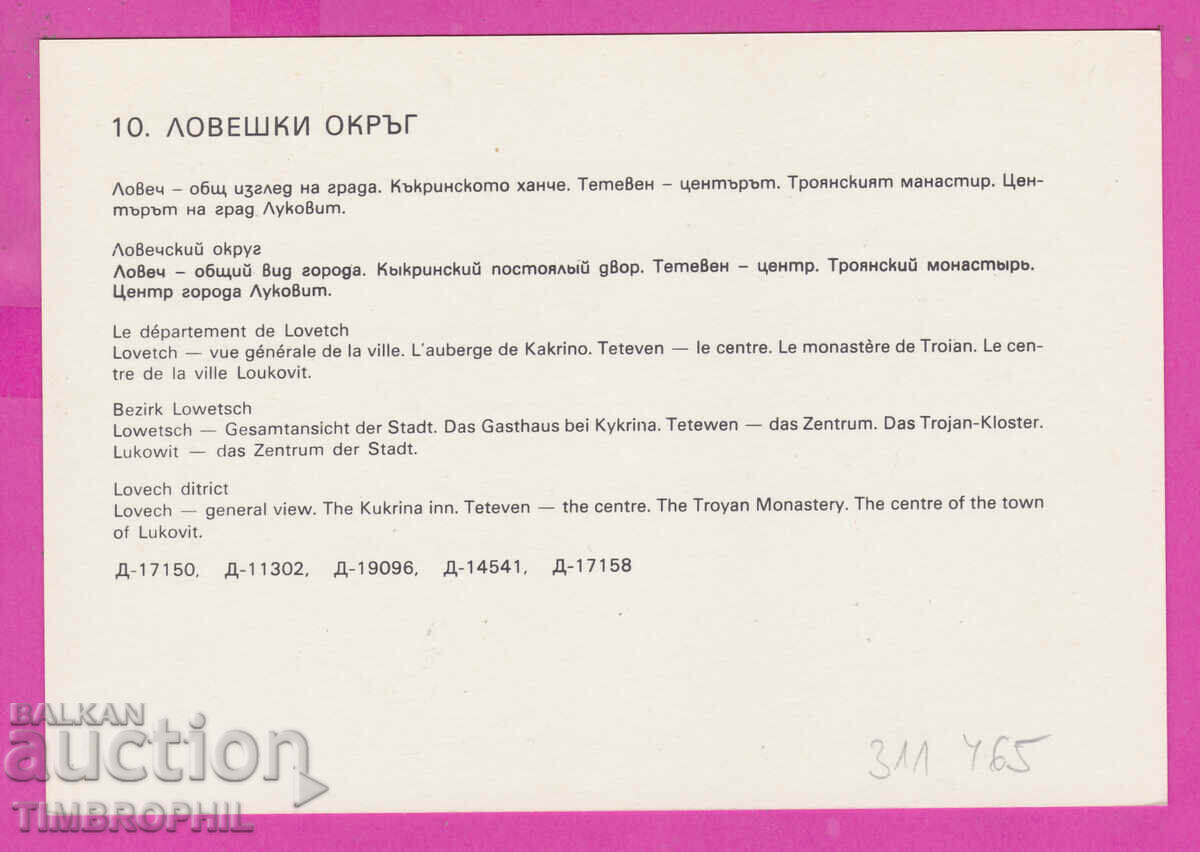 10. ЛОВЕШКИ ОКРЪГ
Ловеч – общ изглед на града. Къкринското ханче. Тетевен – центърът. Троянският манастир. Цен-
търът на град Луковит.
Ловечский округ
Ловеч – общий вид города. Кыкринский постоялый двор. Тетевен – центр. Троянский монастырь.
Центр города Луковит.
Le département de Lovetch
Lovetch — vue générale de la ville. L'auberge de Kakrino. Teteven — le centre. Le monastère de Troian. Le cen-
tre de la ville Loukovit.
Bezirk Lowetsch
Lowetsch — Gesamtansicht der Stadt. Das Gasthaus bei Kykrina. Tetewen — das Zentrum. Das Trojan-Kloster.
Lukowit — das Zentrum der Stadt.
Lovech ditrict
Lovech — general view. The Kukrina inn. Teteven — the centre. The Troyan Monastery. The centre of the town
of Lukovit.
Д-17150, Д-11302, Д-19096, Д-14541, Д-17158
311 465
BALKAN
auction
TIMBROPHIL